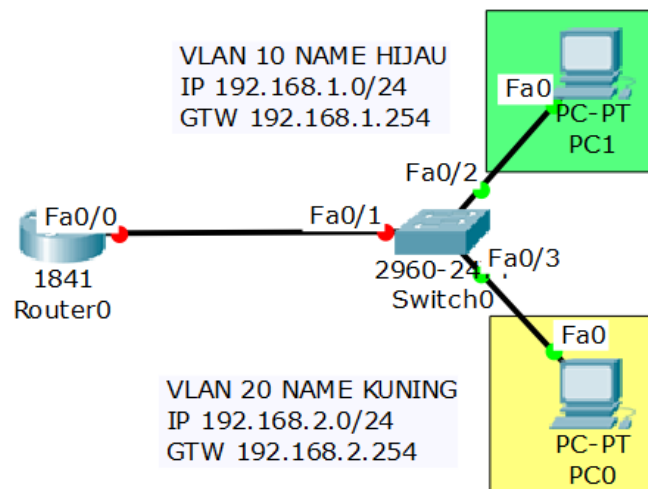 VLAN 10 NAME HIJAU
IP 192.168.1.0/24
GTW 192.168.1.254
Fa0
PC-PT
PC1
Fa0/2
Fa0/0
Fa0/1
1841
Router0
2960-24
Switch0
Fa0/3
Fa0
PC-PT
PC0
VLAN 20 NAME KUNING
IP 192.168.2.0/24
GTW 192.168.2.254